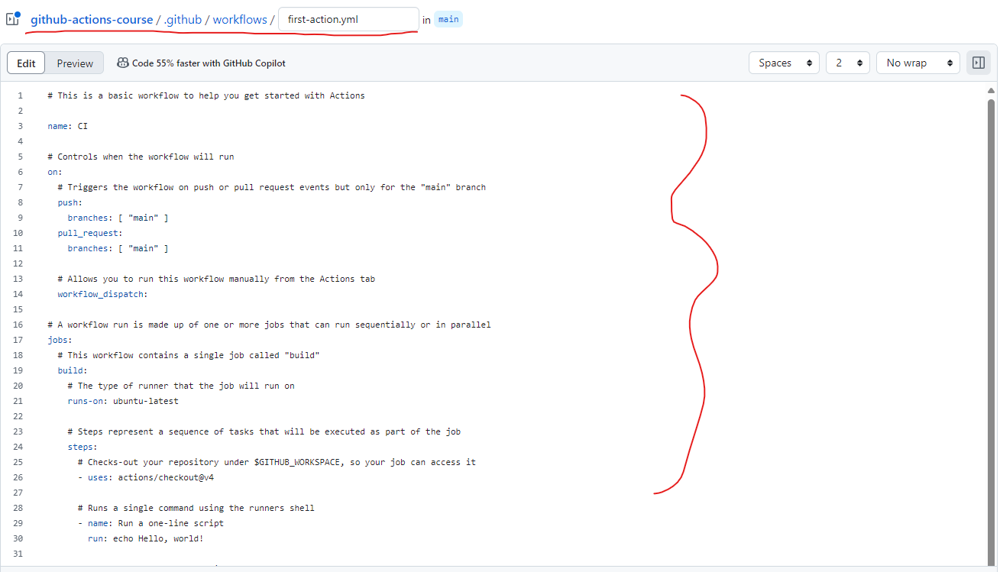 github-actions-course / .github / workflows / first-action.yml in main
Edit Preview Code 55% faster with GitHub Copilot Spaces 2 No wrap
1 # This is a basic workflow to help you get started with Actions
2
3 name: CI
4
5 # Controls when the workflow will run
6 on:
7   # Triggers the workflow on push or pull request events but only for the "main" branch
8   push:
9     branches: [ "main" ]
10   pull_request:
11     branches: [ "main" ]
12
13   # Allows you to run this workflow manually from the Actions tab
14   workflow_dispatch:
15
16 # A workflow run is made up of one or more jobs that can run sequentially or in parallel
17 jobs:
18   # This workflow contains a single job called "build"
19   build:
20     # The type of runner that the job will run on
21     runs-on: ubuntu-latest
22
23     # Steps represent a sequence of tasks that will be executed as part of the job
24     steps:
25       # Checks-out your repository under $GITHUB_WORKSPACE, so your job can access it
26       - uses: actions/checkout@v4
27
28       # Runs a single command using the runners shell
29       - name: Run a one-line script
30         run: echo Hello, world!
31